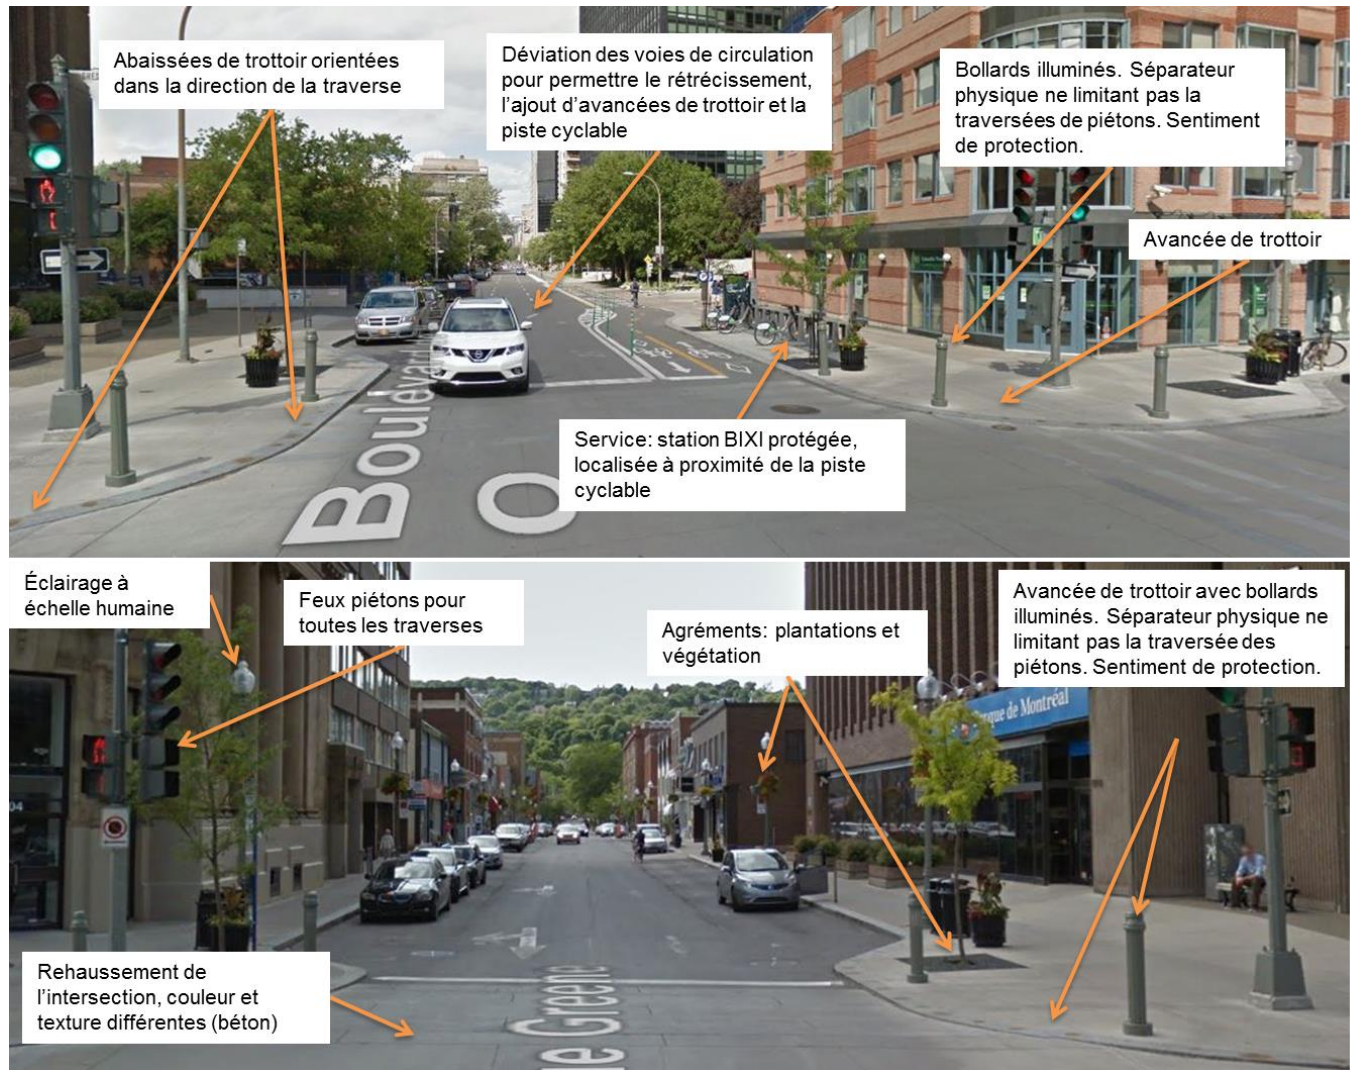 Abaissées de trottoir orientées
dans la direction de la traverse
Déviation des voies de circulation
pour permettre le rétrécissement,
l'ajout d'avancées de trottoir et la
piste cyclable
Bollards illuminés. Séparateur
physique ne limitant pas la
traversées de piétons. Sentiment
de protection.
Avancée de trottoir
Boulevard
O
Service: station BIXI protégée,
localisée à proximité de la piste
cyclable
Éclairage à
échelle humaine
Feux piétons pour
toutes les traverses
Agréments: plantations et
végétation
Avancée de trottoir avec bollards
illuminés. Séparateur physique ne
limitant pas la traversée des
piétons. Sentiment de protection.
que de Montréal
04
Rehaussement de
l'intersection, couleur et
texture différentes (béton)
ue Greene